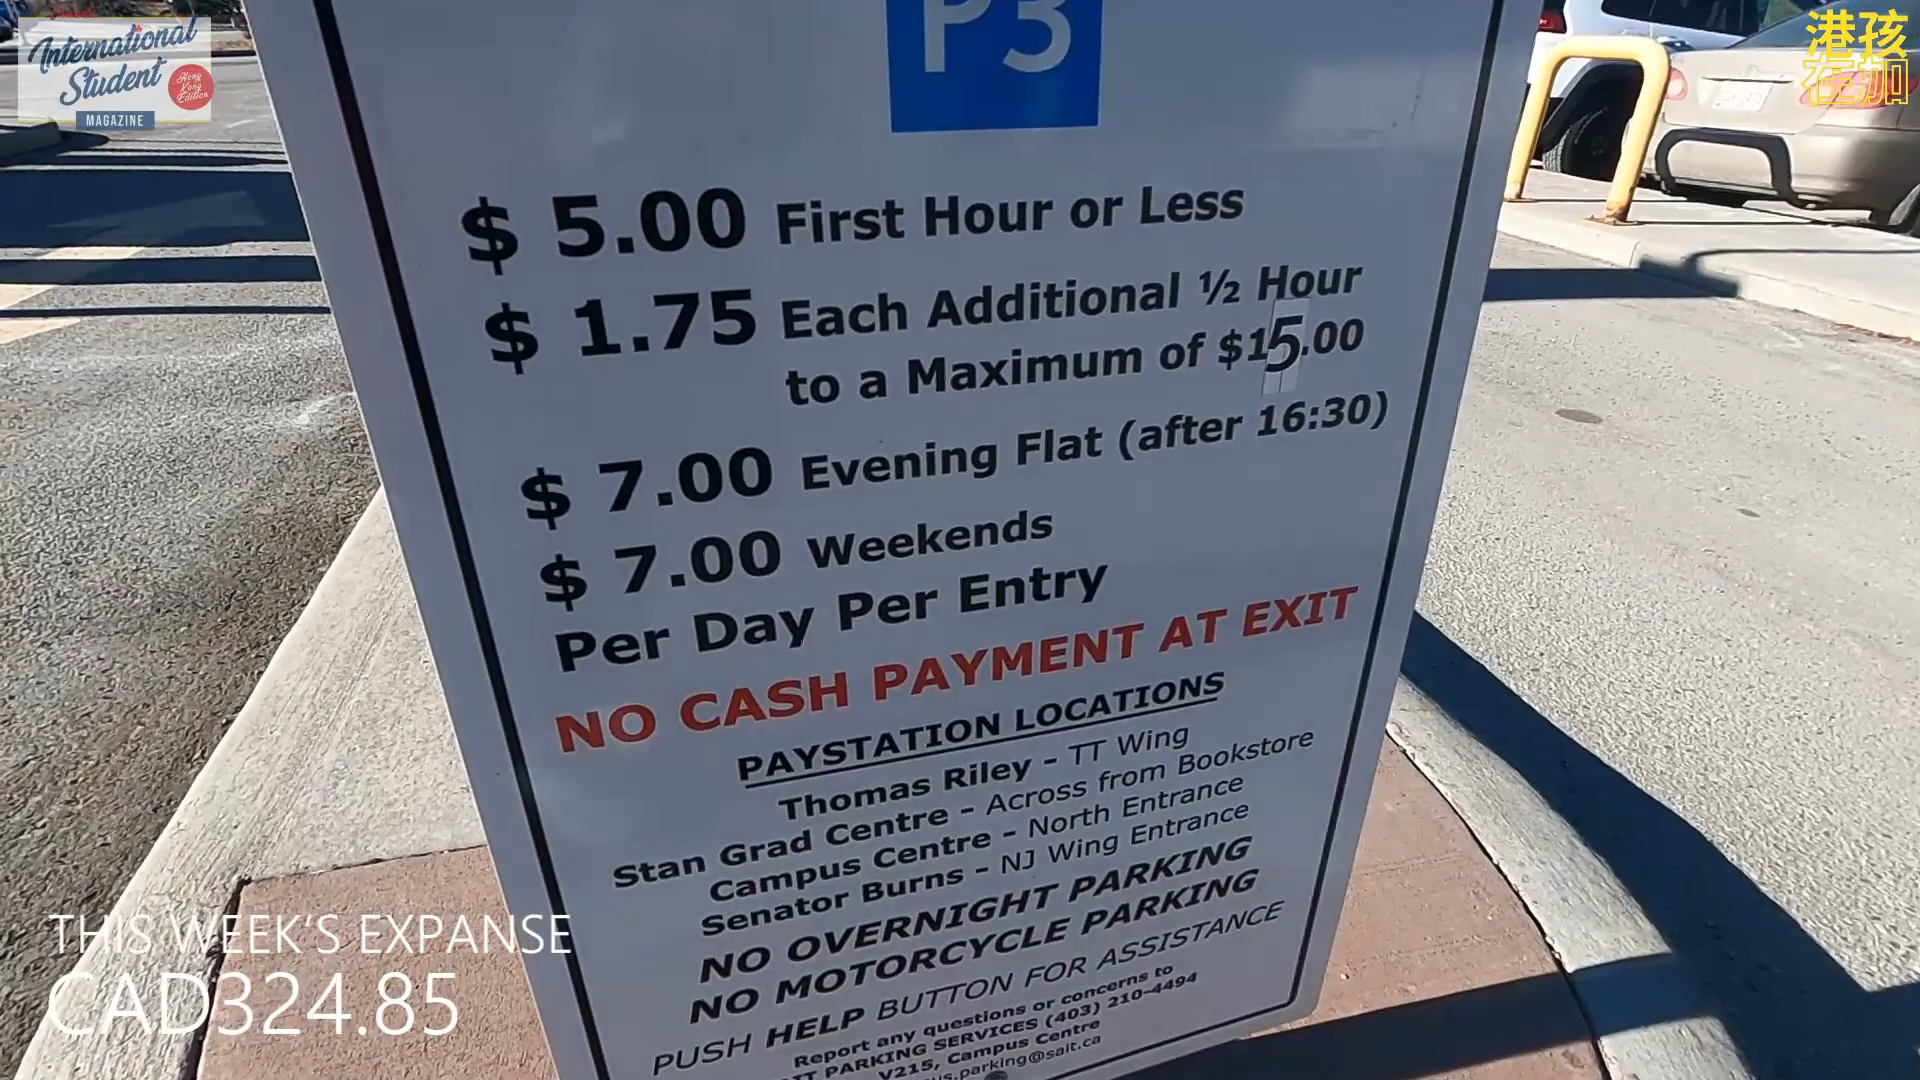 International
Student
Hong
Kong
Edition
MAGAZINE
港孩
在加
P3
$ 5.00 First Hour or Less
$ 1.75 Each Additional ½ Hour
to a Maximum of $15.00
$ 7.00 Evening Flat (after 16:30)
$ 7.00 Weekends
Per Day Per Entry
NO CASH PAYMENT AT EXIT
PAYSTATION LOCATIONS
Thomas Riley - TT Wing
Stan Grad Centre - Across from Bookstore
Campus Centre - North Entrance
Senator Burns - NJ Wing Entrance
NO OVERNIGHT PARKING
NO MOTORCYCLE PARKING
PUSH HELP BUTTON FOR ASSISTANCE
Report any questions or concerns to
PARKING SERVICES (403) 210-4494
V215, Campus Centre
.parking@sait.ca
THIS WEEK'S EXPANSE
CAD324.85